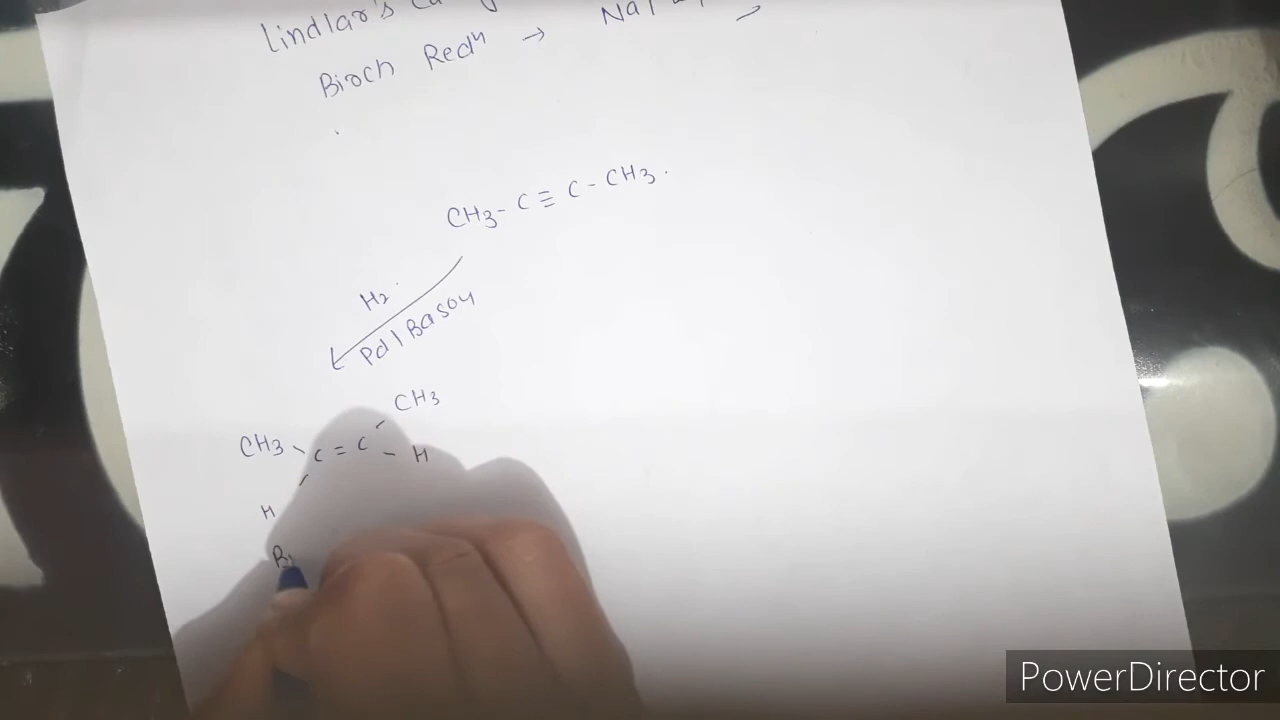 lindlar's
Birch Redⁿ → Na/
CH3- C ≡ C - CH3.
H2
Pd | BaSO4
CH3
CH3 \ C = C - H
H
B
PowerDirector